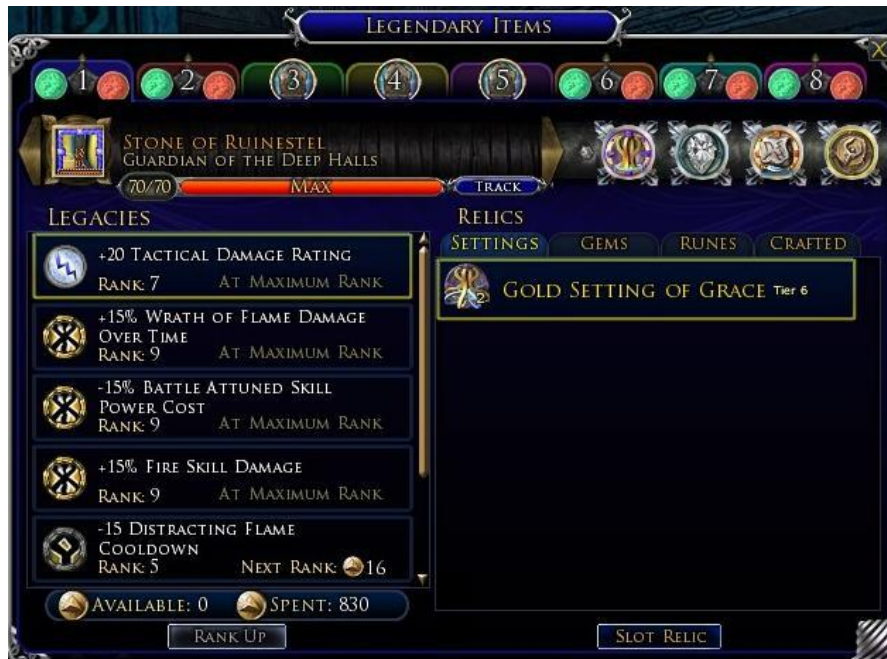 LEGENDARY ITEMS
1 2 3 4 5 6 7 8
STONE OF RUINESTEL
GUARDIAN OF THE DEEP HALLS
70/70 MAX TRACK
LEGACIES
RELICS
SETTINGS GEMS RUNES CRAFTED
+20 TACTICAL DAMAGE RATING
RANK: 7 AT MAXIMUM RANK
+15% WRATH OF FLAME DAMAGE
OVER TIME
RANK: 9 AT MAXIMUM RANK
-15% BATTLE ATTUNED SKILL
POWER COST
RANK: 9 AT MAXIMUM RANK
+15% FIRE SKILL DAMAGE
RANK: 9 AT MAXIMUM RANK
-15 DISTRACTING FLAME
COOLDOWN
RANK: 5 NEXT RANK: 16
AVAILABLE: 0 SPENT: 830
RANK UP
2 GOLD SETTING OF GRACE Tier 6
SLOT RELIC